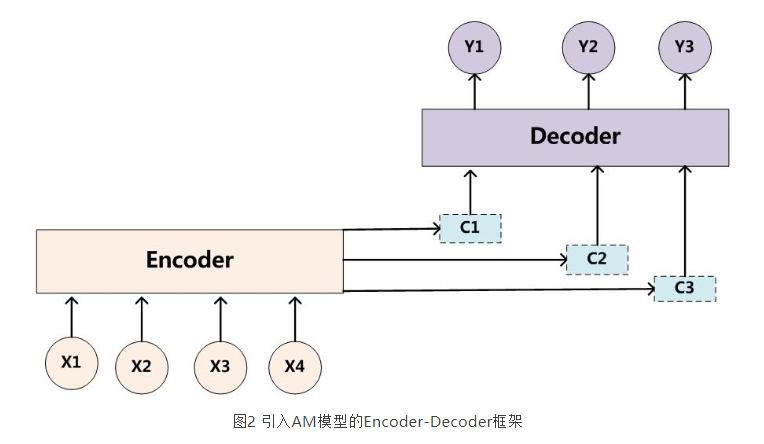 Y1 Y2 Y3
Decoder
C1
C2
C3
Encoder
X1 X2 X3 X4
图2 引入AM模型的Encoder-Decoder框架